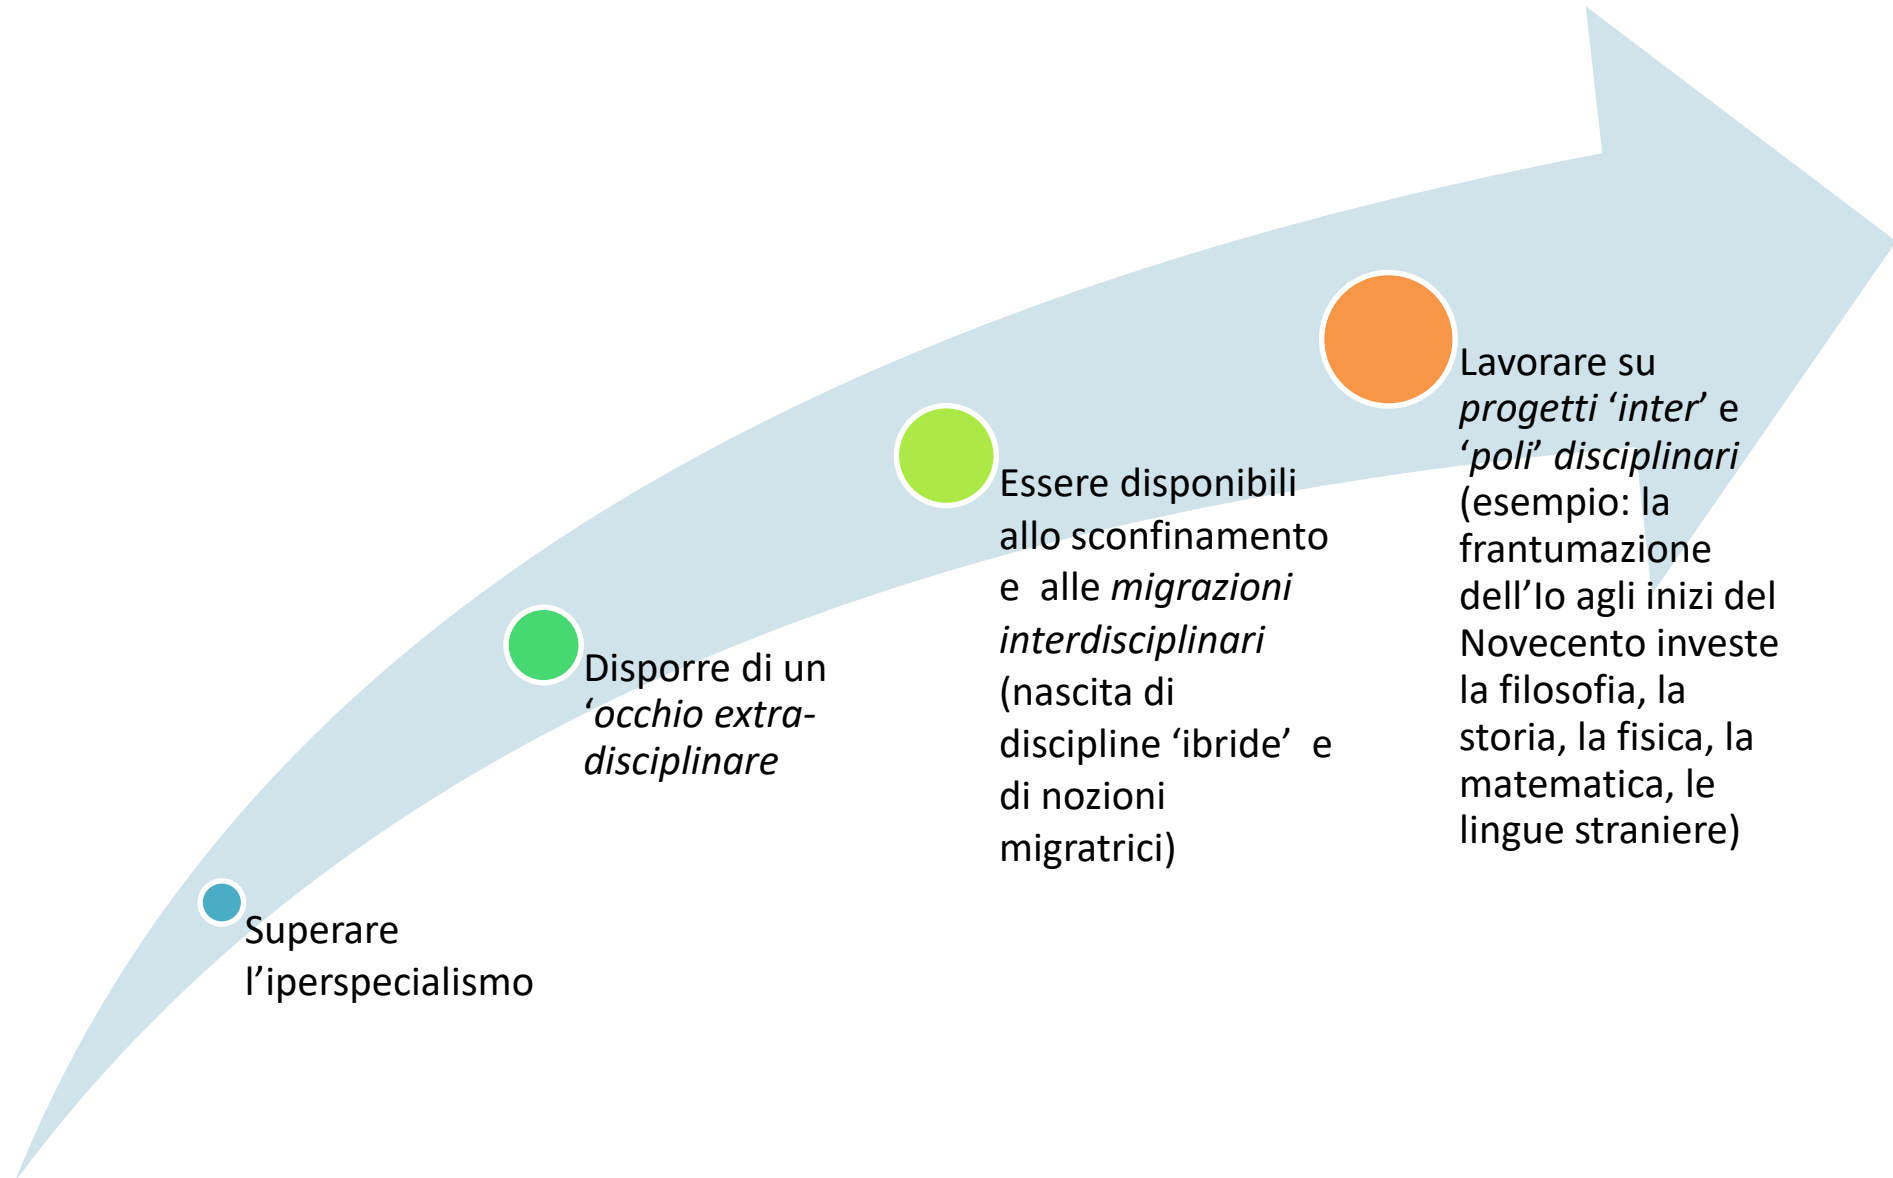 Superare
l’iperspecialismo
Disporre di un
‘occhio extra-
disciplinare
Essere disponibili
allo sconfinamento
e  alle migrazioni
interdisciplinari
(nascita di
discipline ‘ibride’  e
di nozioni
migratrici)
Lavorare su
progetti ‘inter’ e
‘poli’ disciplinari
(esempio: la
frantumazione
dell’Io agli inizi del
Novecento investe
la filosofia, la
storia, la fisica, la
matematica, le
lingue straniere)